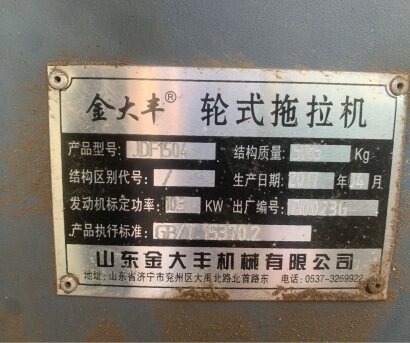 金大丰® 轮式拖拉机
产品型号: JDF1504 结构质量: Kg
结构区别代号: / 生产日期: 2017 年 04 月
发动机标定功率: KW 出厂编号:
产品执行标准: GB/T 15370.2
山东金大丰机械有限公司
地址: 山东省济宁市兖州区大禹北路北首路东 电话: 0537-3269922